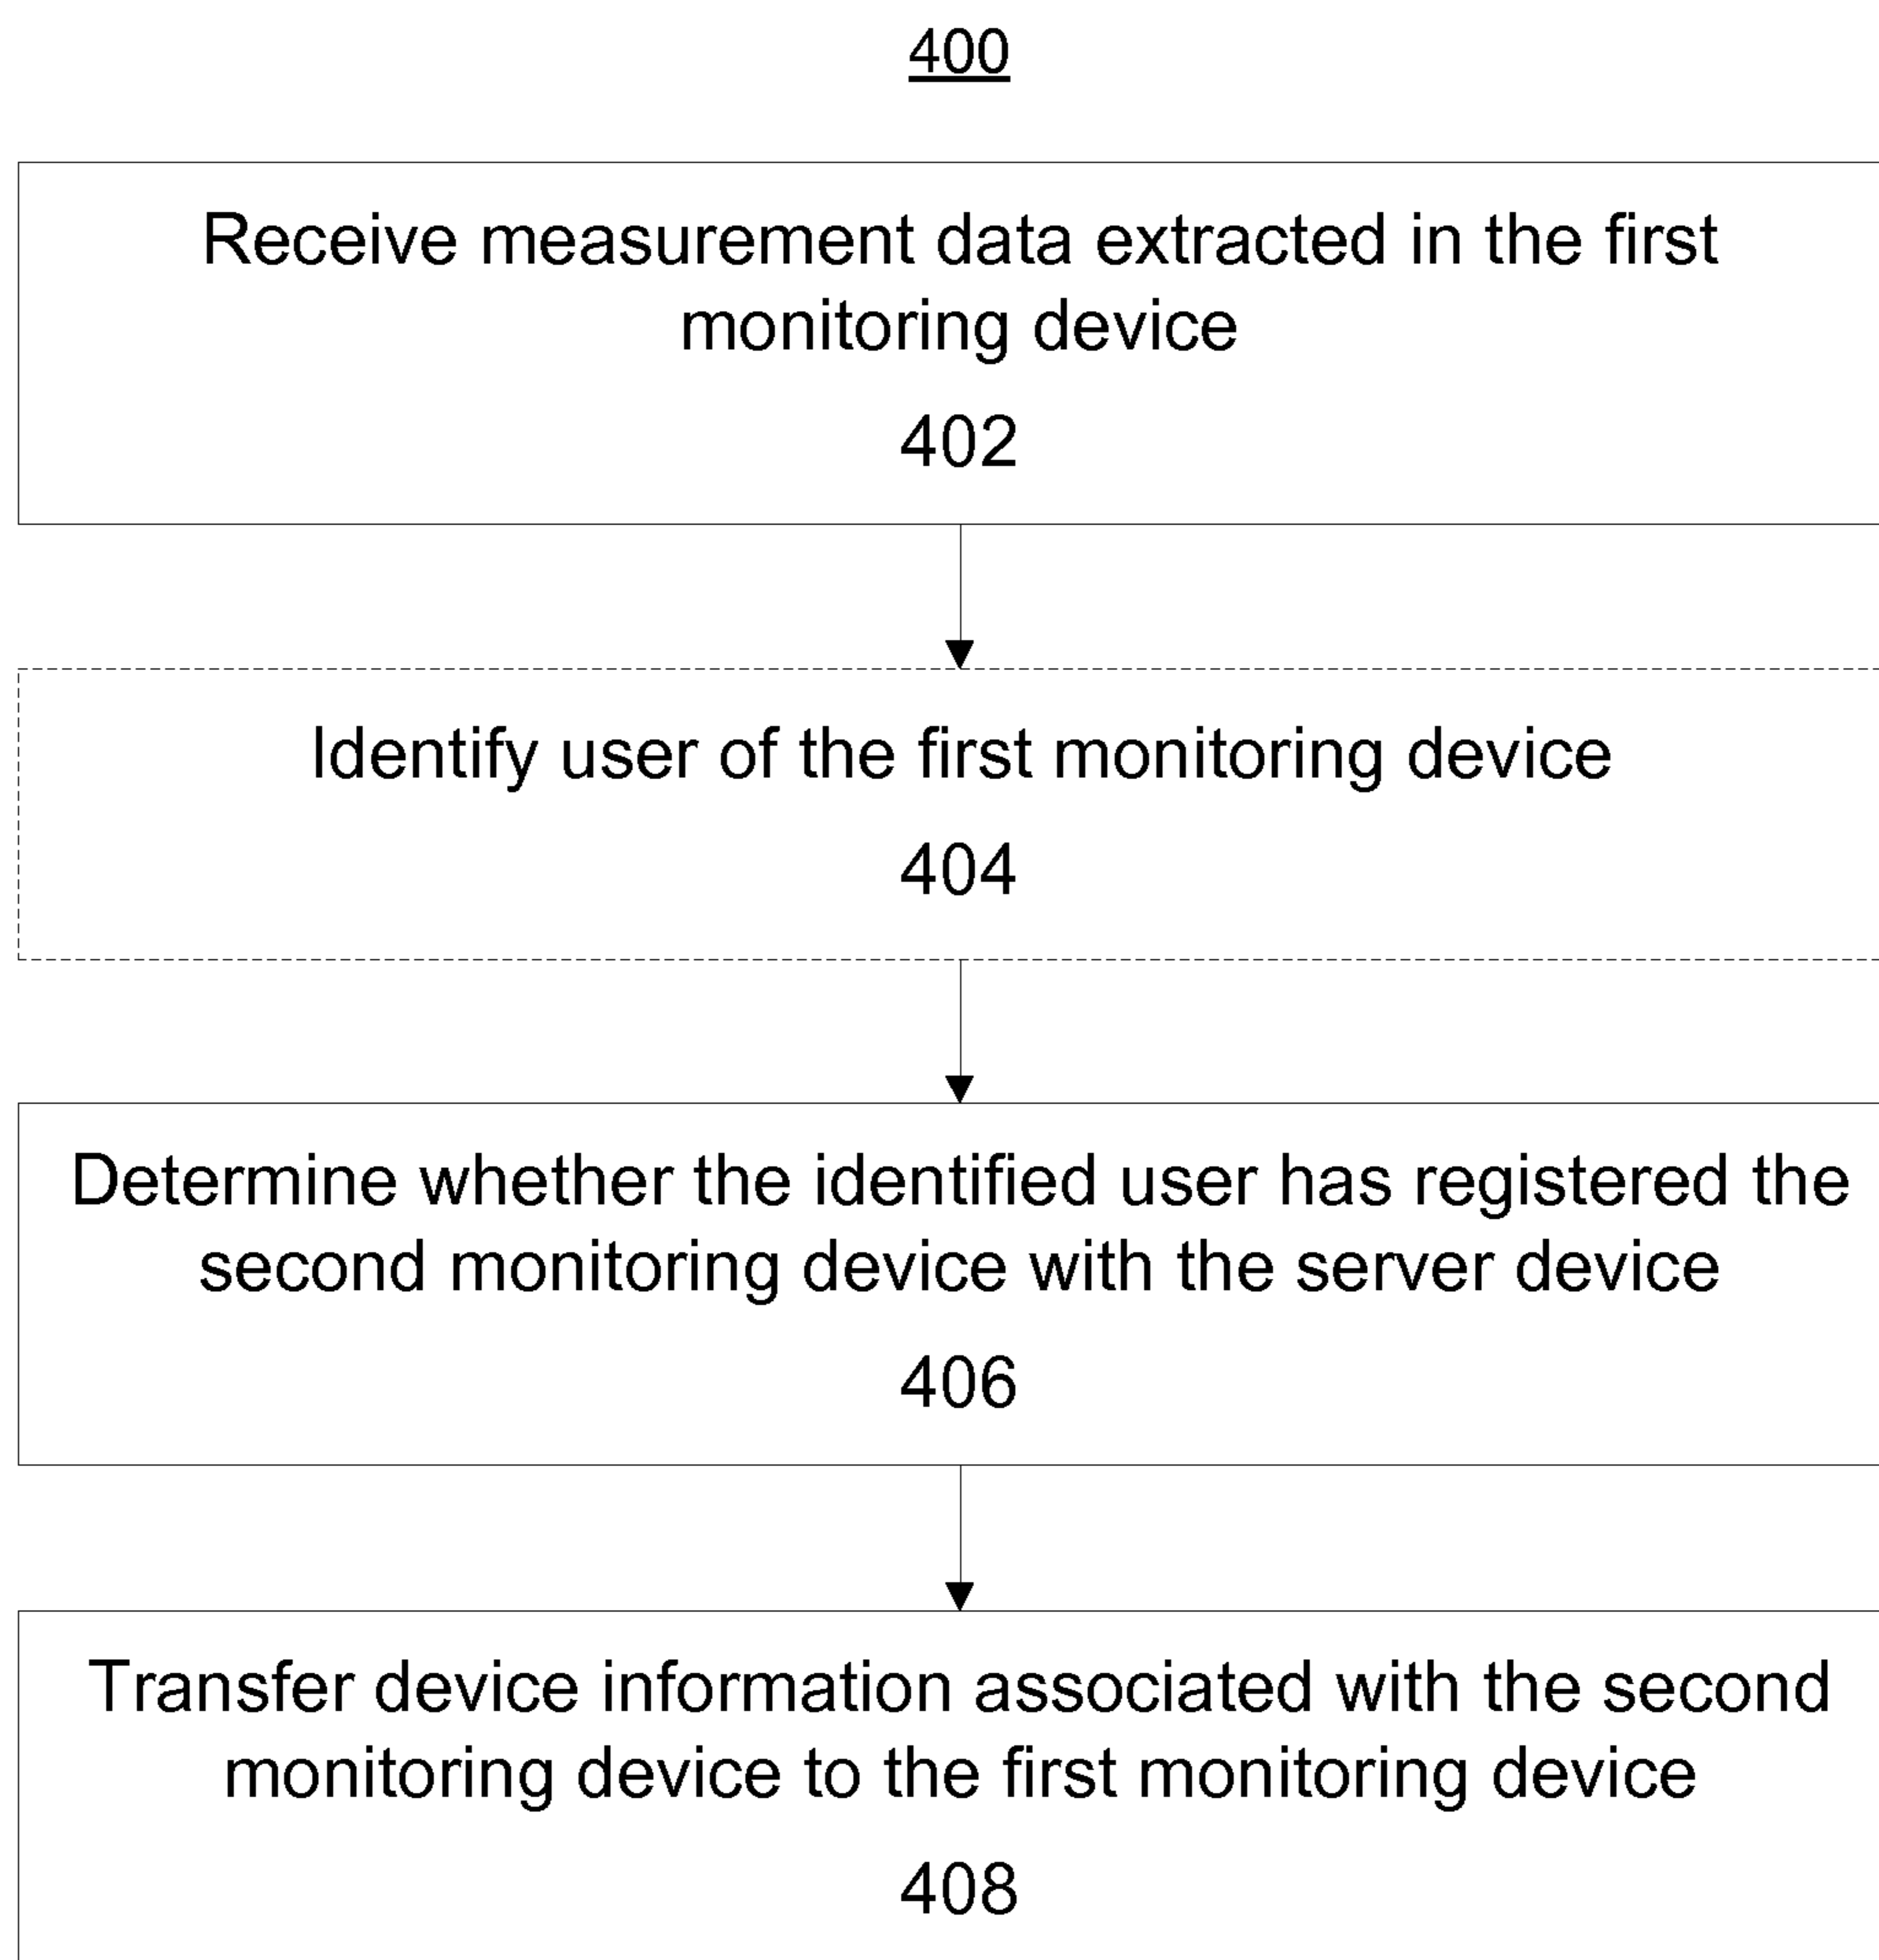 400
Receive measurement data extracted in the first
monitoring device
402
Identify user of the first monitoring device
404
Determine whether the identified user has registered the
second monitoring device with the server device
406
Transfer device information associated with the second
monitoring device to the first monitoring device
408